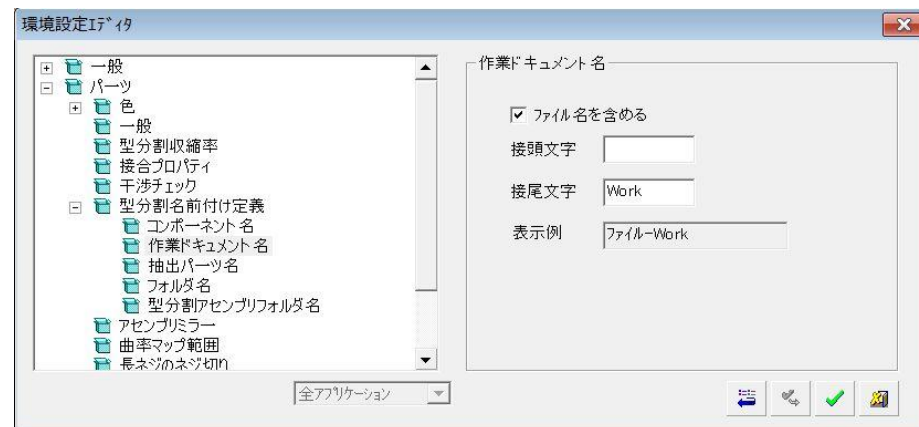 環境設定ｴﾃﾞｨﾀ
一般
パーツ
色
一般
型分割収縮率
接合プロパティ
干渉チェック
型分割名前付け定義
コンポーネント名
作業ドキュメント名
抽出パーツ名
フォルダ名
型分割アセンブリフォルダ名
アセンブリミラー
曲率マップ範囲
長ネジのネジ切り
全ｱﾌﾟﾘｹｰｼｮﾝ
作業ドキュメント名
ﾌｧｲﾙ名を含める
接頭文字
接尾文字 Work
表示例 ﾌｧｲﾙ-Work